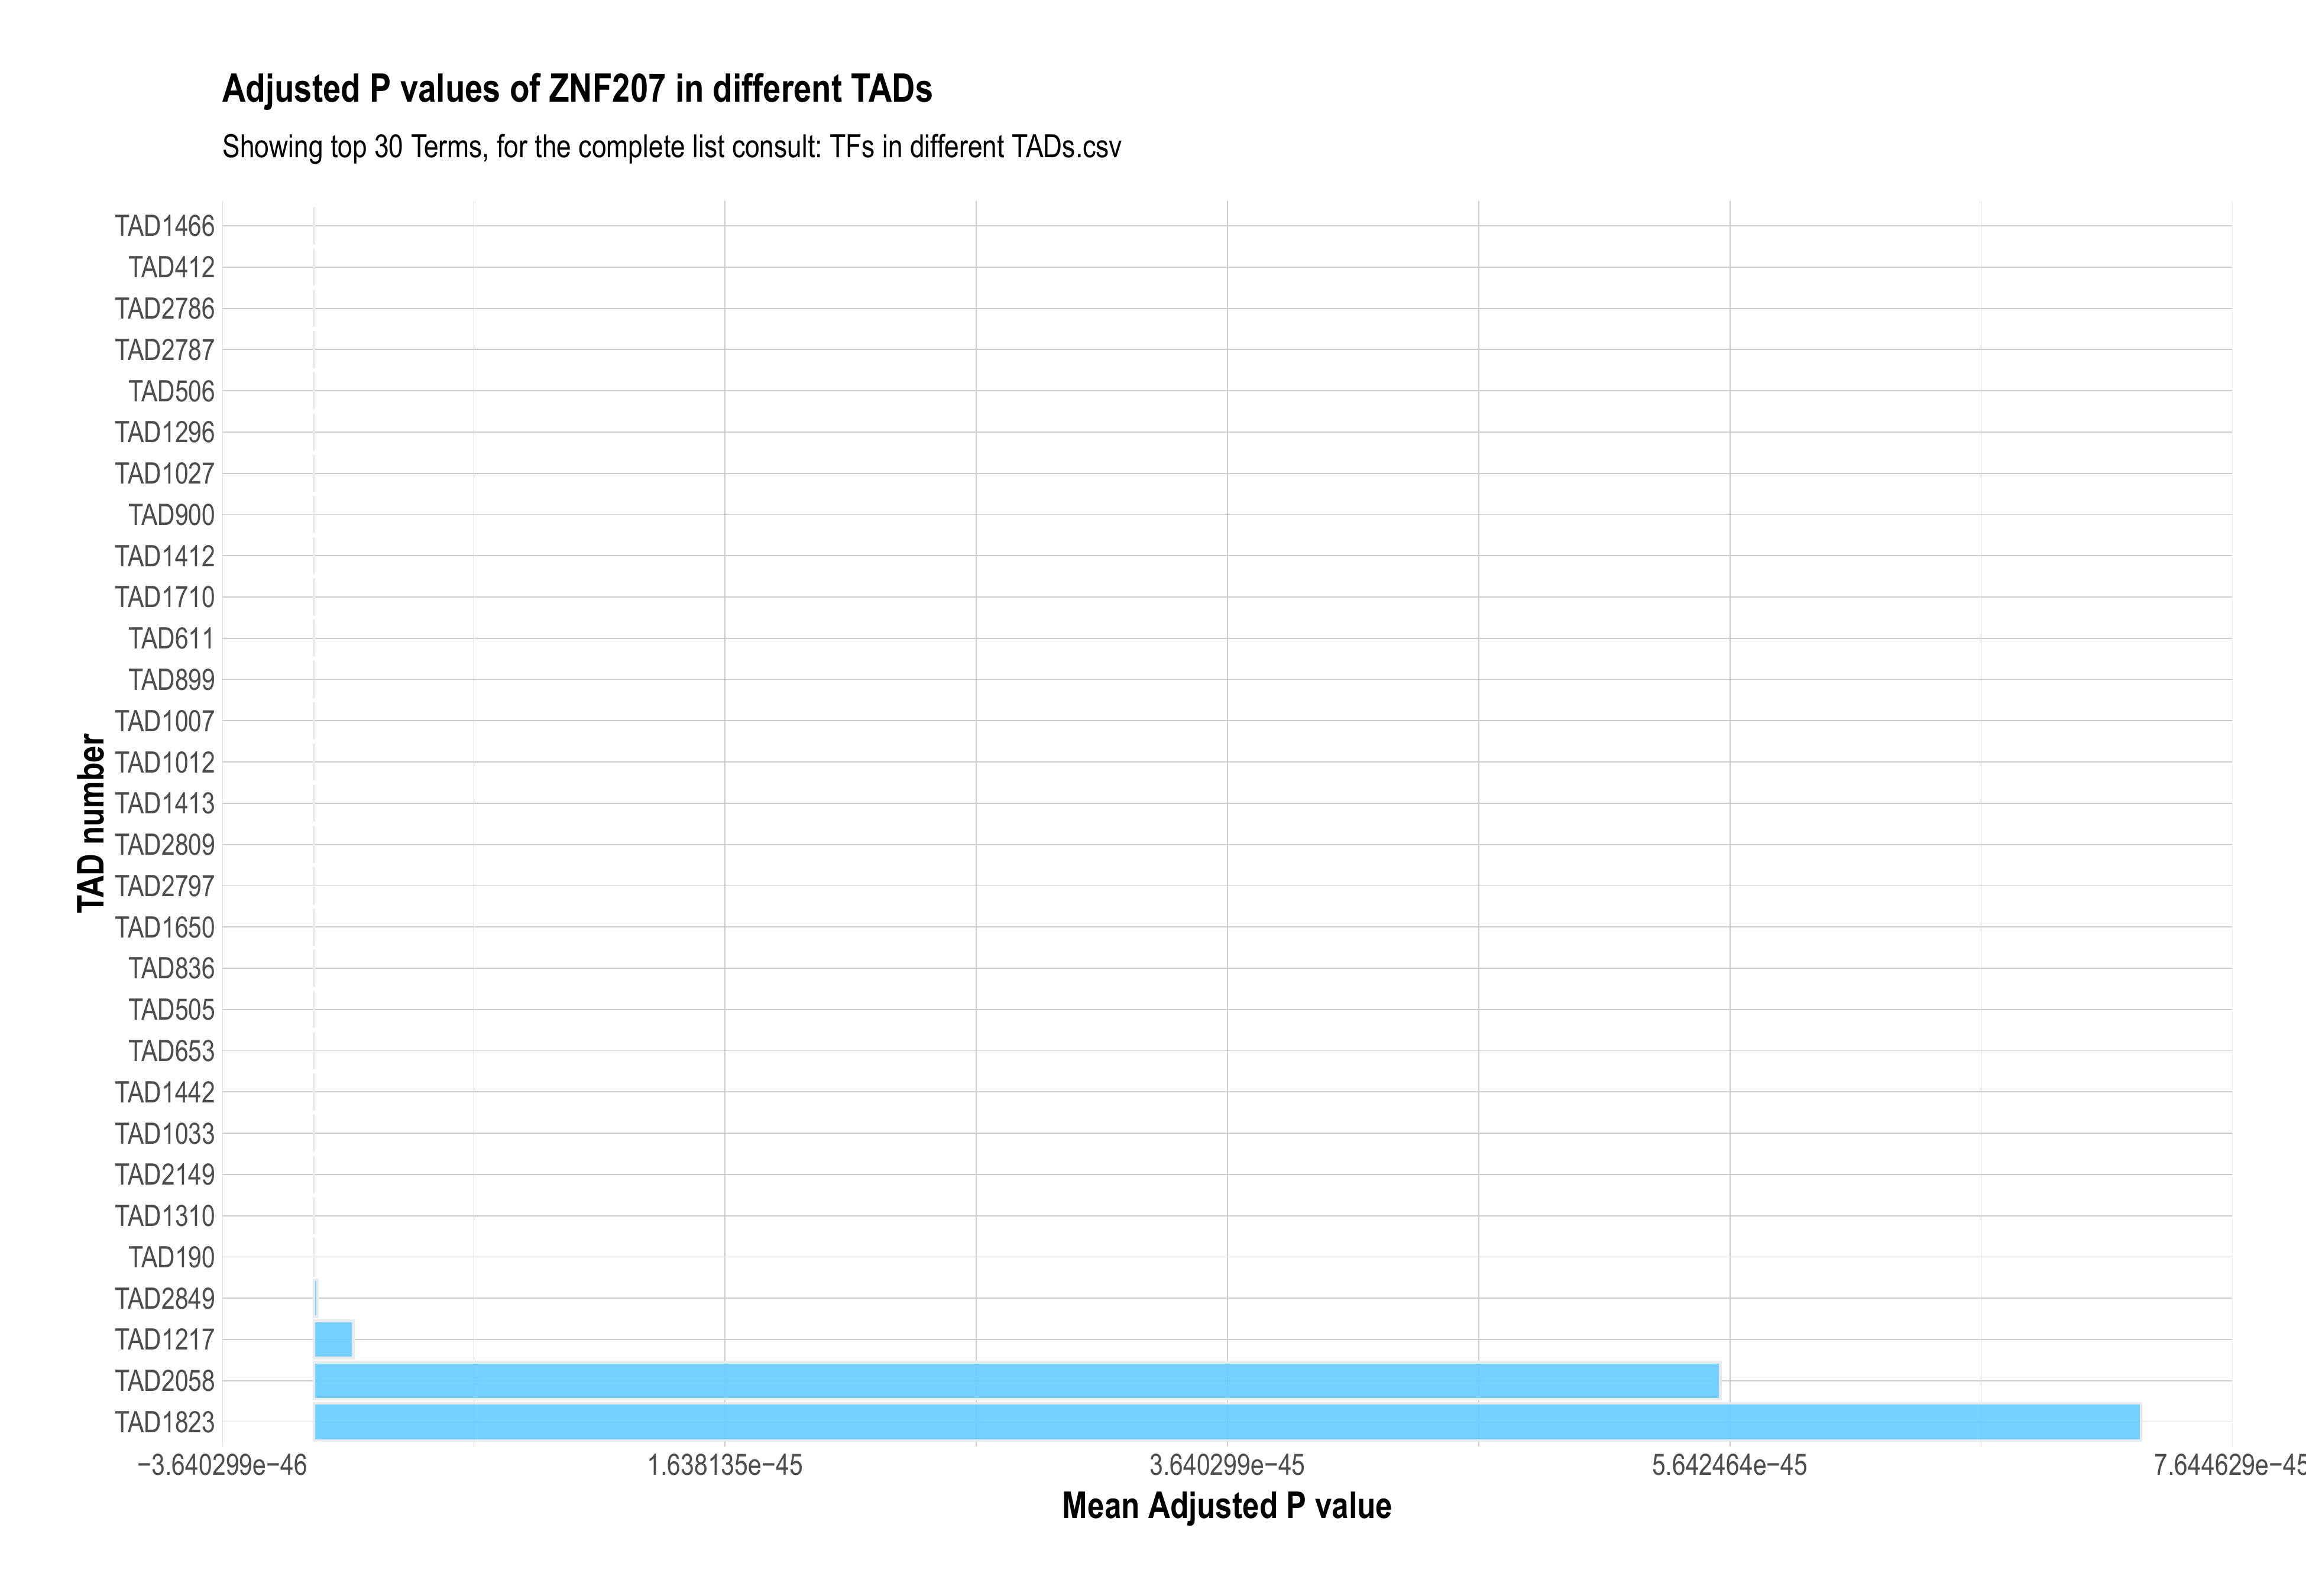 Adjusted P values of ZNF207 in different TADs
Showing top 30 Terms, for the complete list consult: TFs in different TADs.csv
TAD number
TAD1466
TAD412
TAD2786
TAD2787
TAD506
TAD1296
TAD1027
TAD900
TAD1412
TAD1710
TAD611
TAD899
TAD1007
TAD1012
TAD1413
TAD2809
TAD2797
TAD1650
TAD836
TAD505
TAD653
TAD1442
TAD1033
TAD2149
TAD1310
TAD190
TAD2849
TAD1217
TAD2058
TAD1823
−3.640299e−46 1.638135e−45 3.640299e−45 5.642464e−45 7.644629e−45
Mean Adjusted P value